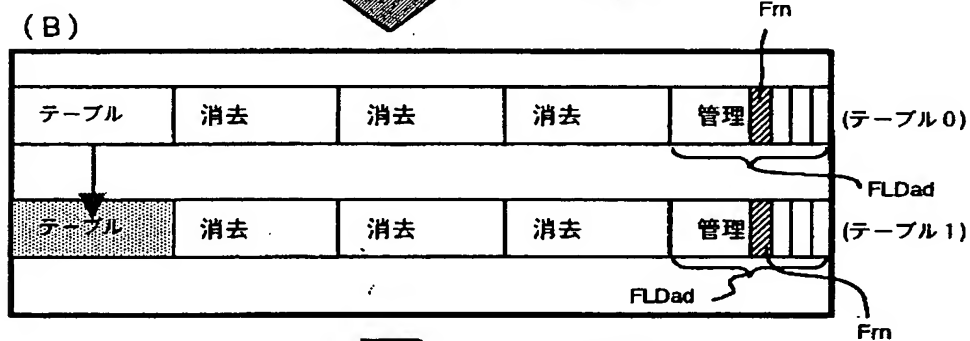 (B)
Frn
テーブル 消去 消去 消去 管理 (テーブル0)
FLDad
テーブル 消去 消去 消去 管理 (テーブル1)
FLDad
Frn